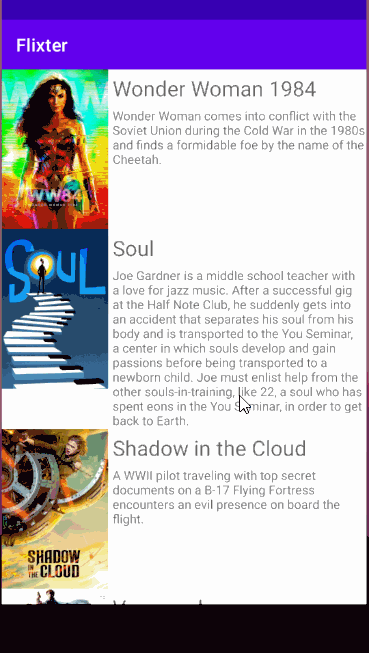 Flixter
Wonder Woman 1984
Wonder Woman comes into conflict with the
Soviet Union during the Cold War in the 1980s
and finds a formidable foe by the name of the
Cheetah.
WW84
SOUL
Soul
Joe Gardner is a middle school teacher with
a love for jazz music. After a successful gig
at the Half Note Club, he suddenly gets into
an accident that separates his soul from his
body and is transported to the You Seminar,
a center in which souls develop and gain
passions before being transported to a
newborn child. Joe must enlist help from the
other souls-in-training, like 22, a soul who has
spent eons in the You Seminar, in order to get
back to Earth.
Shadow in the Cloud
A WWII pilot traveling with top secret
documents on a B-17 Flying Fortress
encounters an evil presence on board the
flight.
SHADOW
IN THE CLOUD